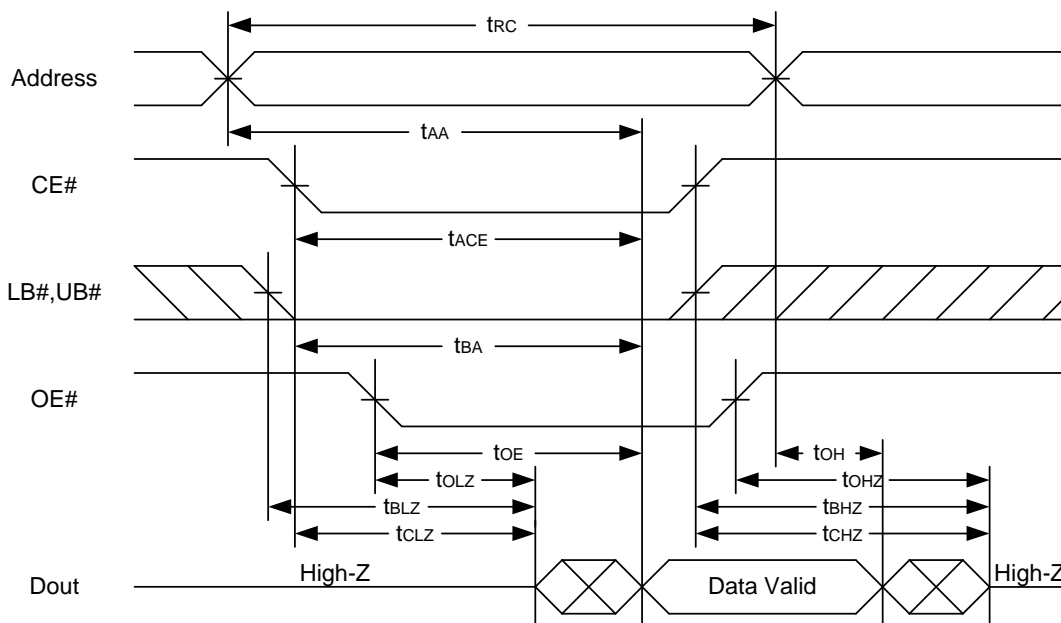 tRC
Address
tAA
CE#
tACE
LB#,UB#
tBA
OE#
tOE tOH
tOLZ tOHZ
tBLZ tBHZ
tCLZ tCHZ
Dout High-Z Data Valid High-Z